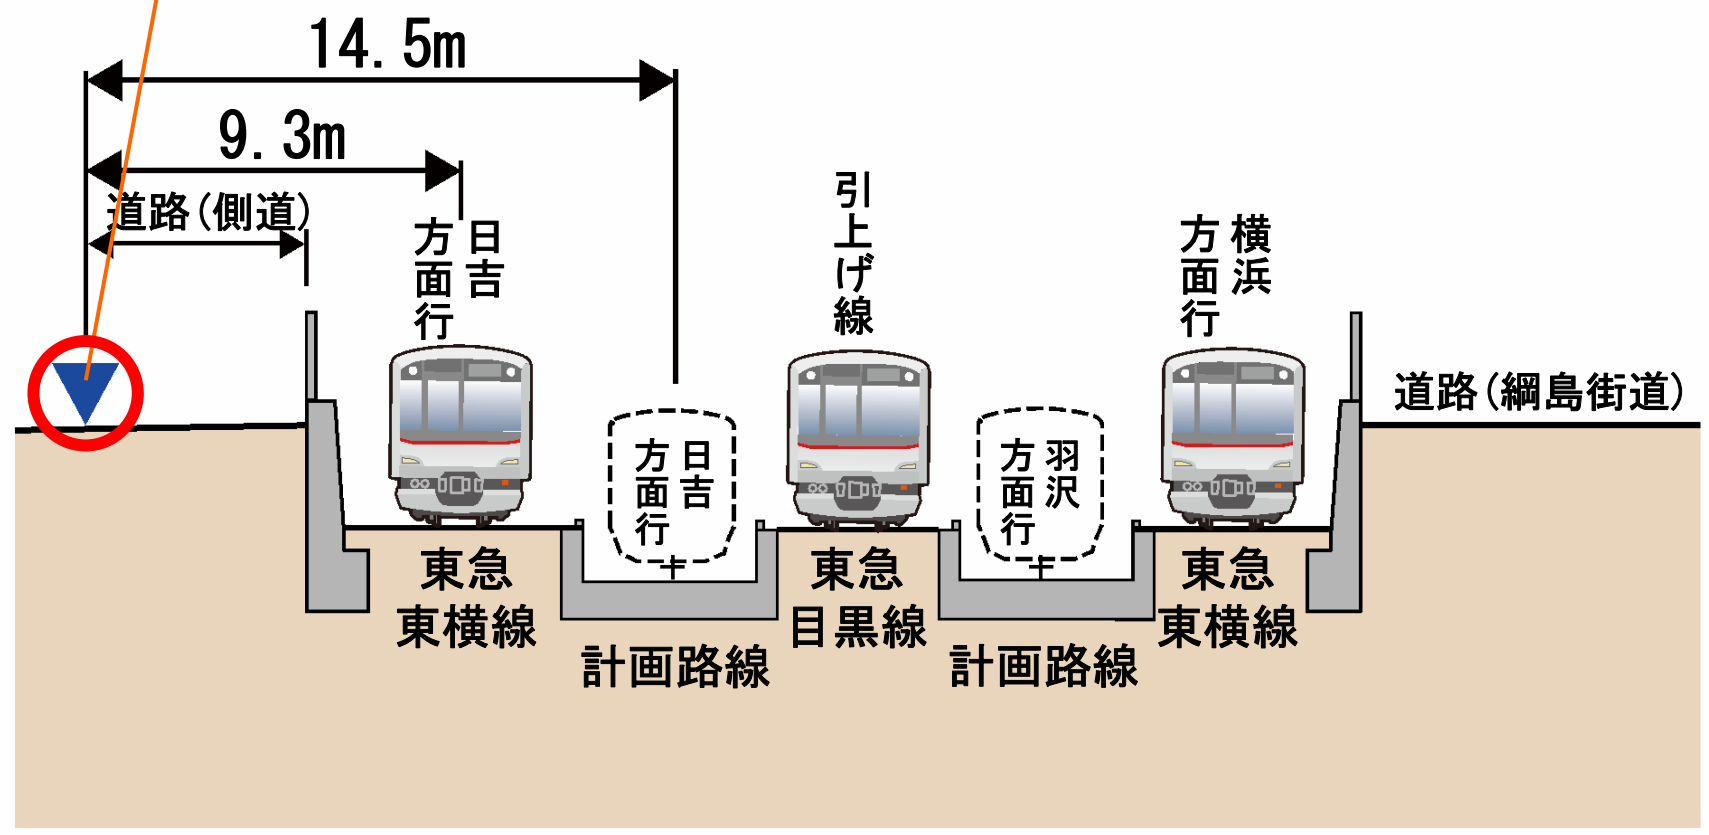 14.5m
9.3m
道路(側道)
日吉
方面行
引上げ線
横浜
方面行
道路(綱島街道)
日吉
方面行
羽沢
方面行
東急
東横線
計画路線
東急
目黒線
計画路線
東急
東横線